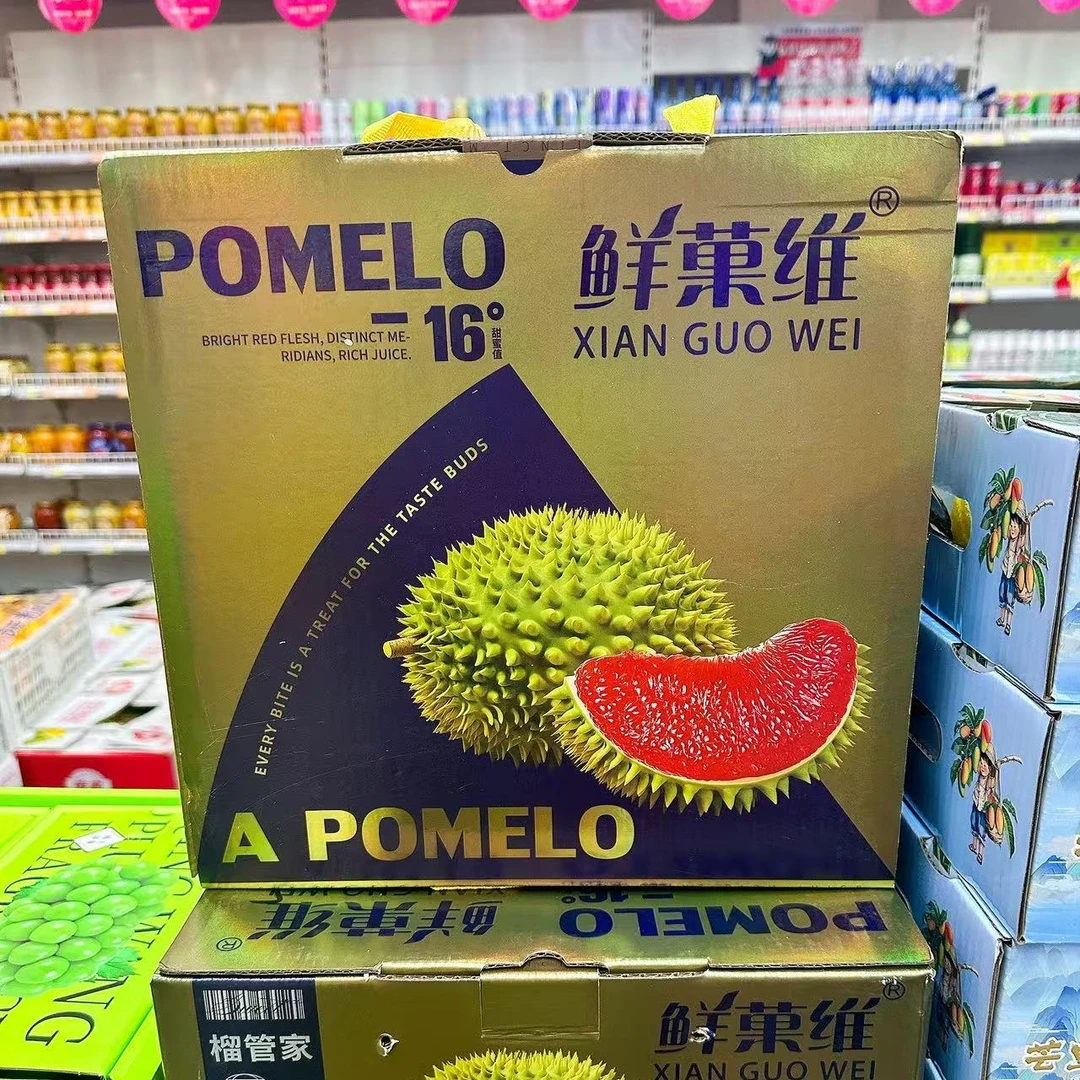 POMELO
16°
甜蜜值
BRIGHT RED FLESH, DISTINCT ME-
RIDIANS, RICH JUICE.
鲜菓维®
XIAN GUO WEI
EVERY BITE IS A TREAT FOR THE TASTE BUDS
A POMELO
POMELO
16°
鲜菓维®
榴管家
鲜菓维®
XIAN GUO WEI